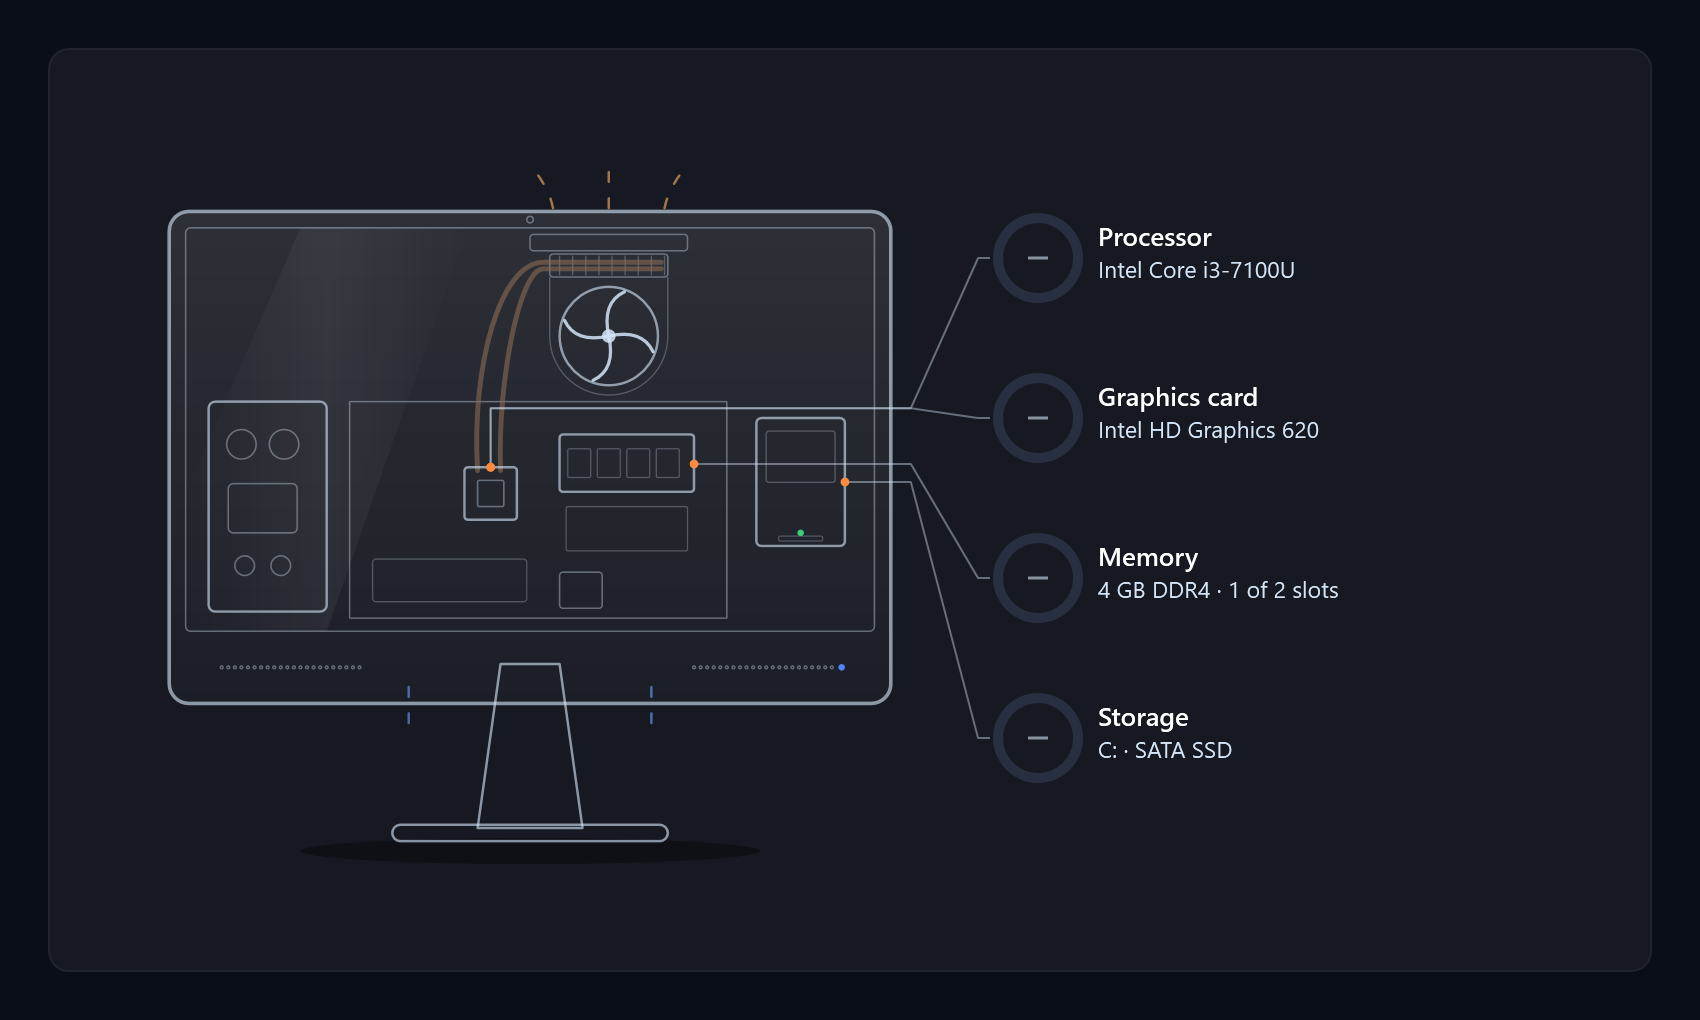 Processor
Intel Core i3-7100U
Graphics card
Intel HD Graphics 620
Memory
4 GB DDR4 · 1 of 2 slots
Storage
C: · SATA SSD